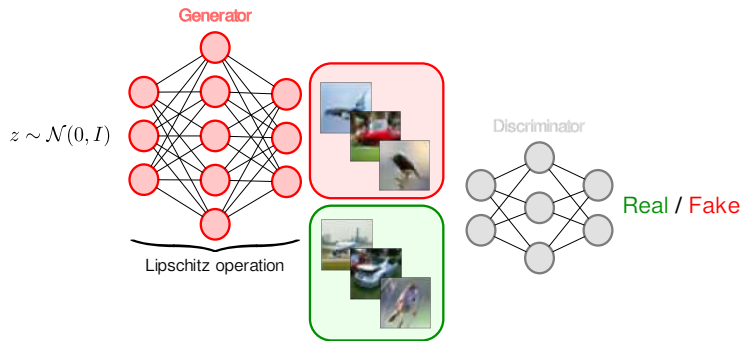 Generator
z ∼ 𝒩(0, I)
Discriminator
Real / Fake
Lipschitz operation